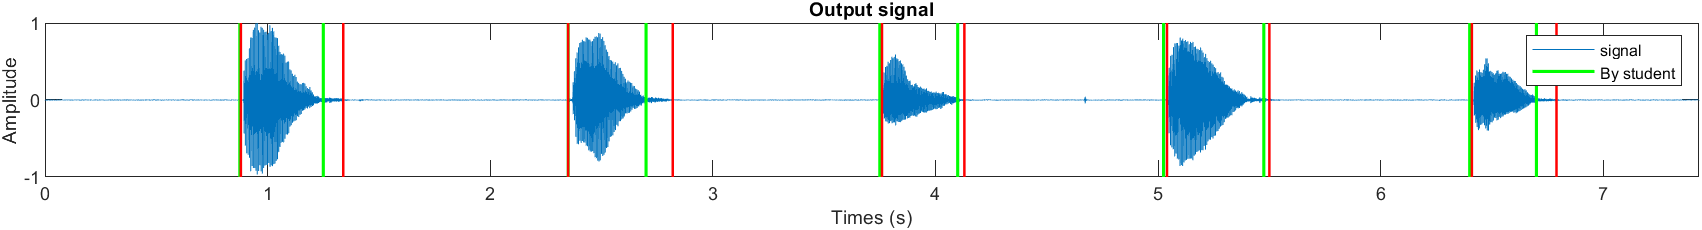 Output signal
Amplitude
1
0
-1
signal
By student
0 1 2 3 4 5 6 7
Times (s)